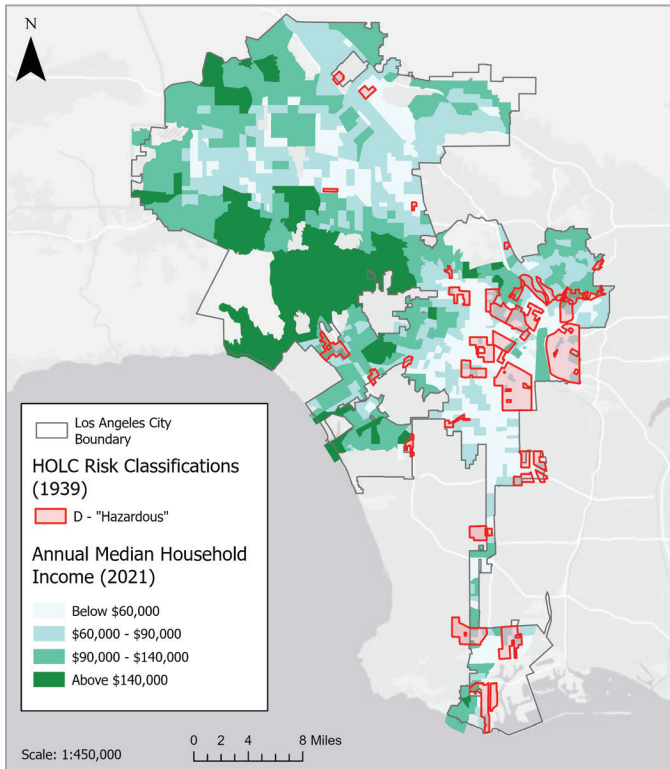 N
Los Angeles City
Boundary
HOLC Risk Classifications
(1939)
D - "Hazardous"
Annual Median Household
Income (2021)
Below $60,000
$60,000 - $90,000
$90,000 - $140,000
Above $140,000
Scale: 1:450,000
0 2 4 6 8 Miles